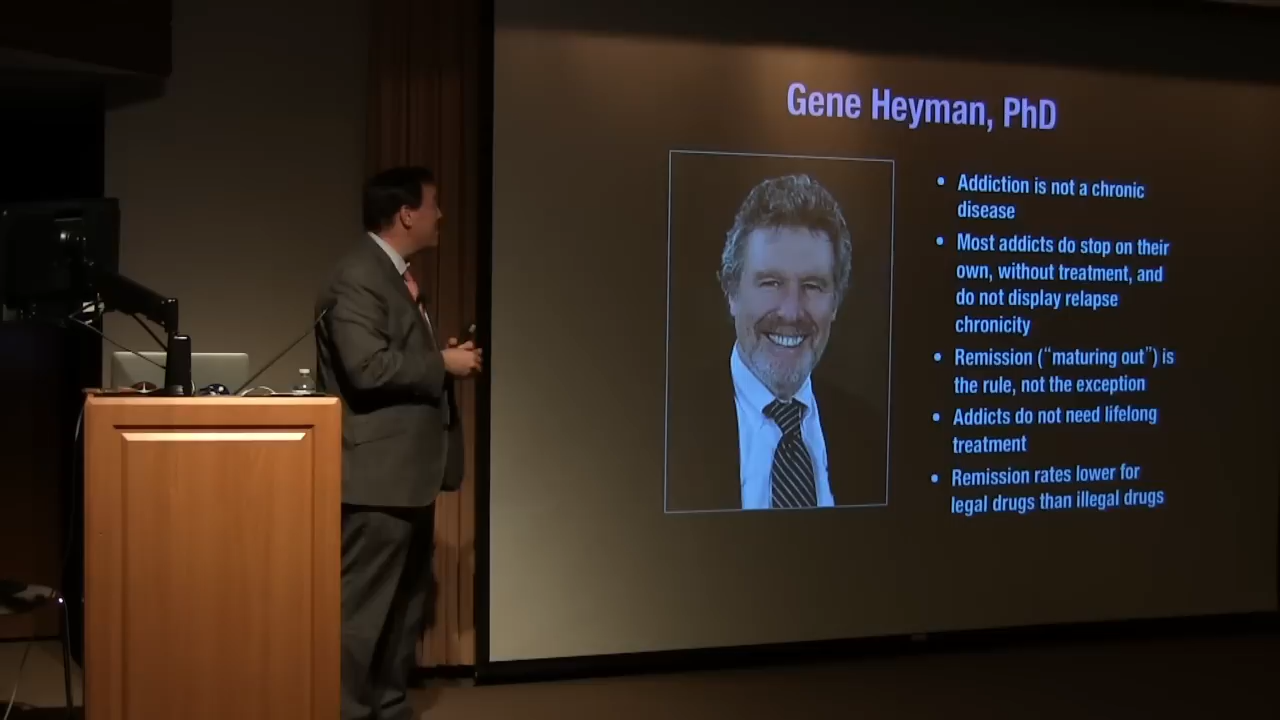 Gene Heyman, PhD
• Addiction is not a chronic
disease
• Most addicts do stop on their
own, without treatment, and
do not display relapse
chronicity
• Remission (“maturing out”) is
the rule, not the exception
• Addicts do not need lifelong
treatment
• Remission rates lower for
legal drugs than illegal drugs